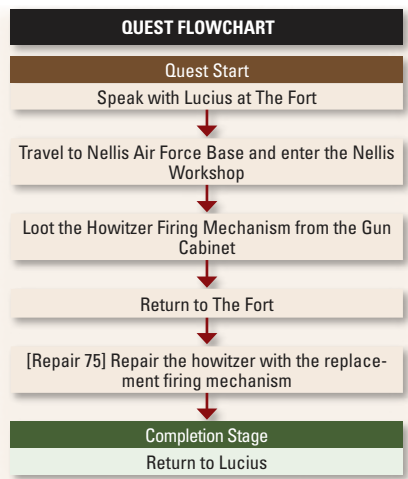 QUEST FLOWCHART
Quest Start
Speak with Lucius at The Fort
Travel to Nellis Air Force Base and enter the Nellis
Workshop
Loot the Howitzer Firing Mechanism from the Gun
Cabinet
Return to The Fort
[Repair 75] Repair the howitzer with the replace-
ment firing mechanism
Completion Stage
Return to Lucius